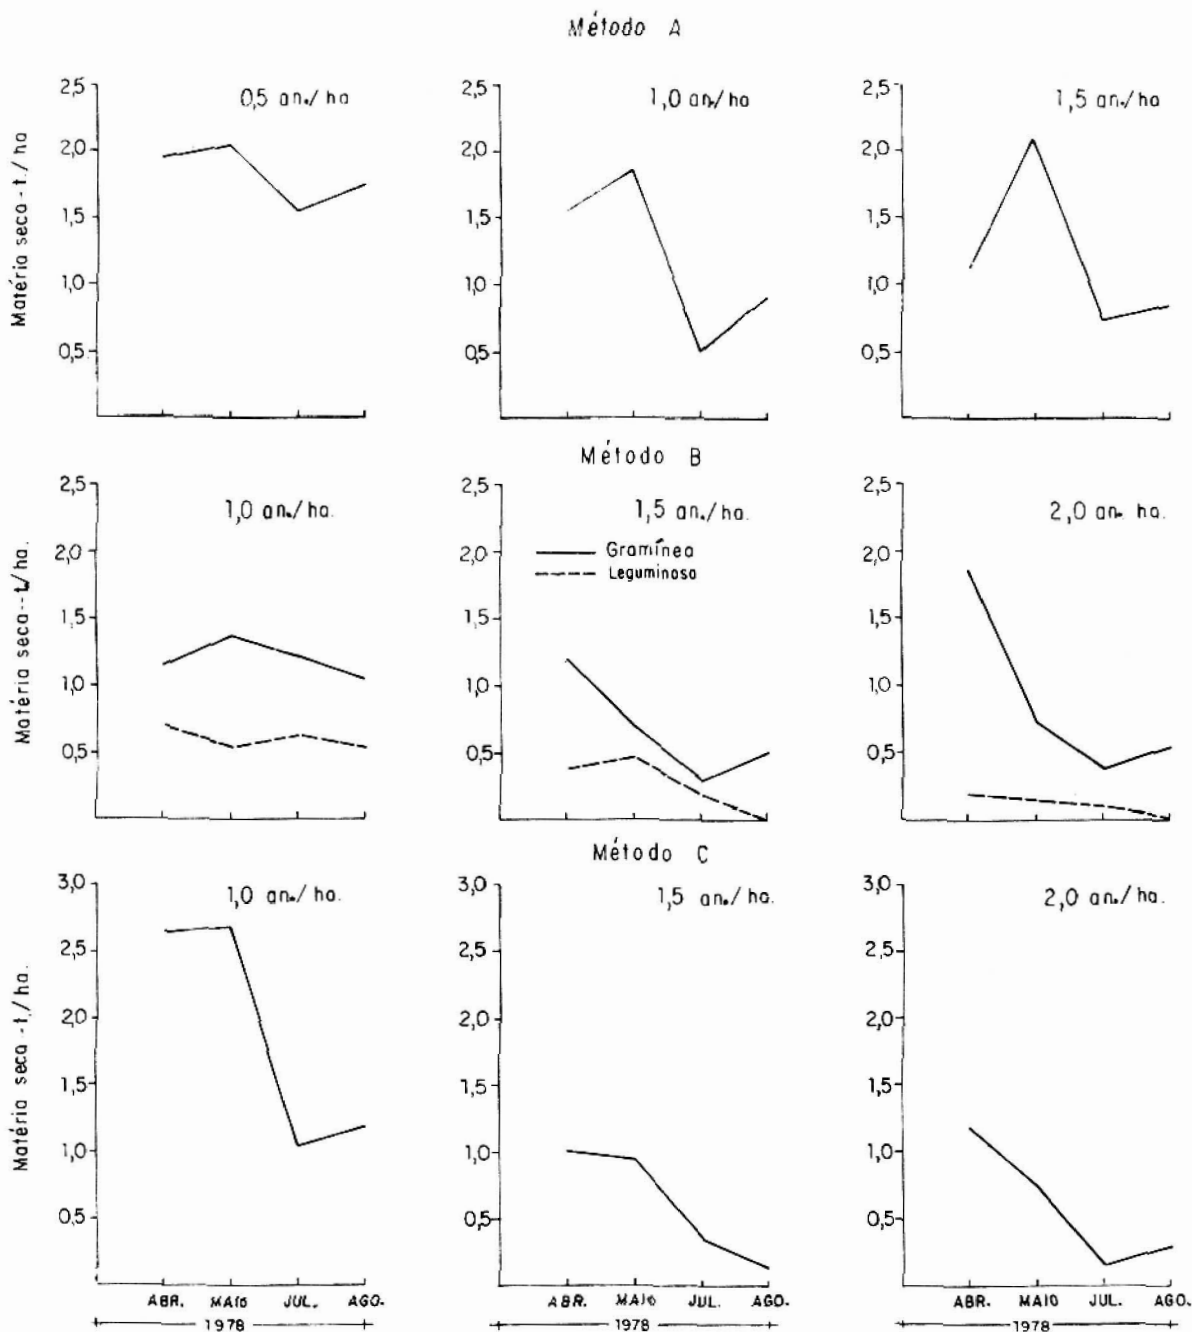 Método A
0,5 an./ha
1,0 an./ha
1,5 an./ha
Matéria seca - t./ha
2,5
2,0
1,5
1,0
0,5
2,5
2,0
1,5
1,0
0,5
2,5
2,0
1,5
1,0
0,5
Método B
1,0 an./ha.
1,5 an./ha.
2,0 an. ha.
Gramínea
Leguminosa
Matéria seca -- t./ha.
2,5
2,0
1,5
1,0
0,5
2,5
2,0
1,5
1,0
0,5
2,5
2,0
1,5
1,0
0,5
Método C
1,0 an./ha.
1,5 an./ha.
2,0 an./ha.
Matéria seca - t./ha.
3,0
2,5
2,0
1,5
1,0
0,5
3,0
2,5
2,0
1,5
1,0
0,5
3,0
2,5
2,0
1,5
1,0
0,5
ABR. MAIO JUL. AGO.
1978
ABR. MAIO JUL. AGO.
1978
ABR. MAIO JUL. AGO.
1978